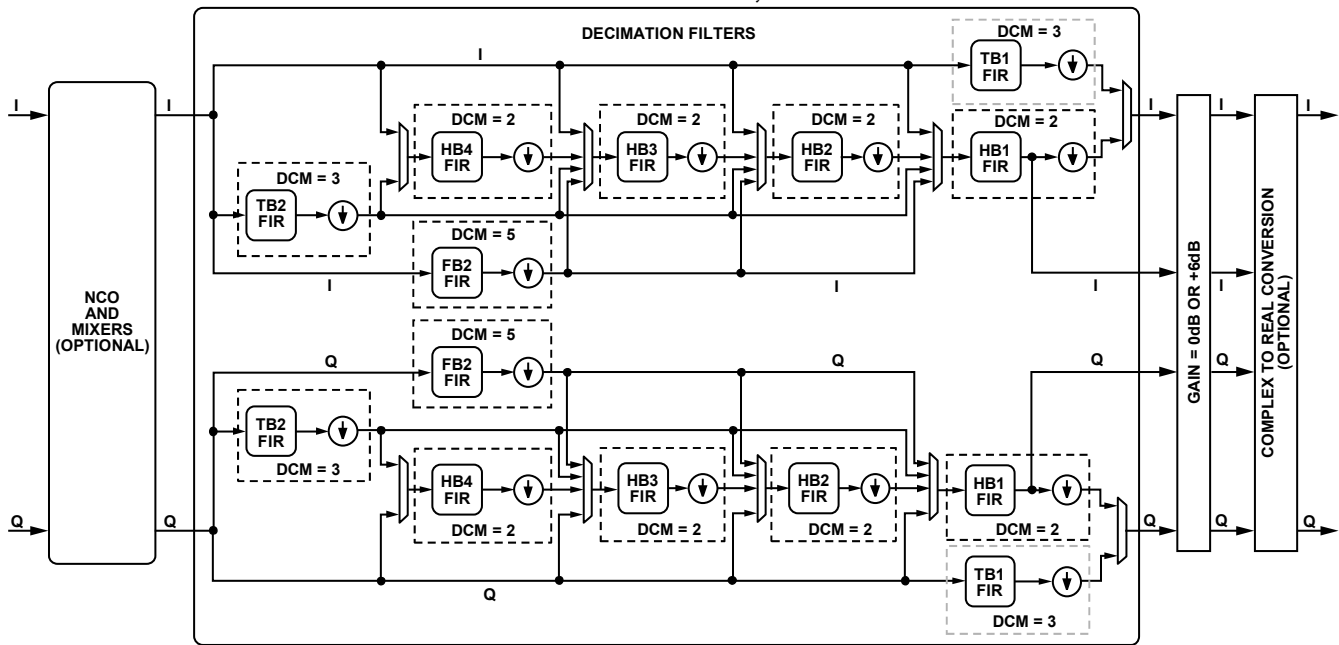 DECIMATION FILTERS
DCM = 3
I
TB1
FIR
I
I
I
I
I
I
DCM = 2
DCM = 2
DCM = 2
DCM = 2
HB4
FIR
HB3
FIR
HB2
FIR
HB1
FIR
DCM = 3
TB2
FIR
DCM = 5
FB2
FIR
I
I
I
I
NCO
AND
MIXERS
(OPTIONAL)
GAIN = 0dB OR +6dB
COMPLEX TO REAL CONVERSION
(OPTIONAL)
DCM = 5
Q
FB2
FIR
Q
Q
Q
TB2
FIR
DCM = 3
HB4
FIR
DCM = 2
HB3
FIR
DCM = 2
HB2
FIR
DCM = 2
HB1
FIR
DCM = 2
Q
Q
Q
Q
Q
Q
TB1
FIR
DCM = 3